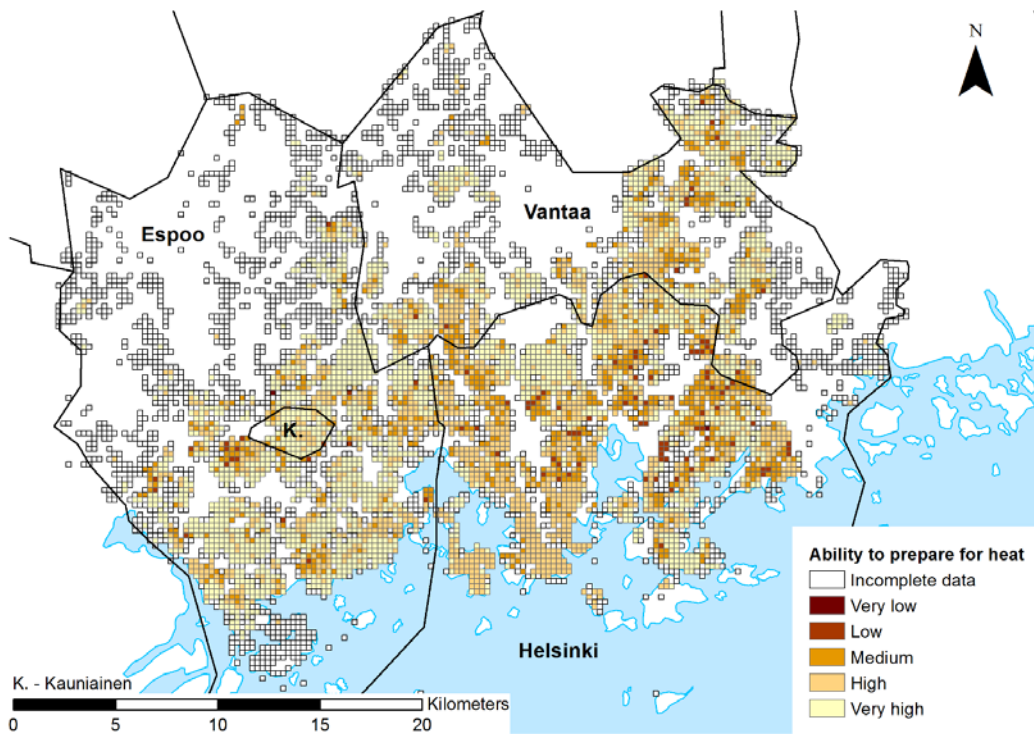 N
Espoo
Vantaa
K.
Helsinki
Ability to prepare for heat
Incomplete data
Very low
Low
Medium
High
Very high
K. - Kauniainen
Kilometers
0 5 10 15 20